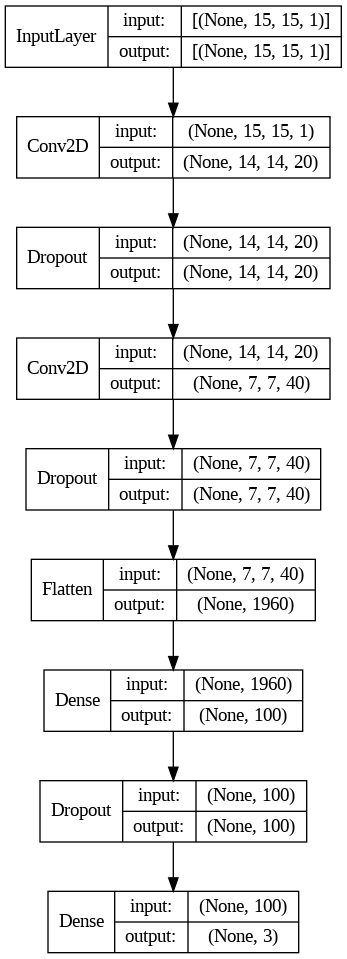 InputLayer
input: [(None, 15, 15, 1)]
output: [(None, 15, 15, 1)]
Conv2D
input: (None, 15, 15, 1)
output: (None, 14, 14, 20)
Dropout
input: (None, 14, 14, 20)
output: (None, 14, 14, 20)
Conv2D
input: (None, 14, 14, 20)
output: (None, 7, 7, 40)
Dropout
input: (None, 7, 7, 40)
output: (None, 7, 7, 40)
Flatten
input: (None, 7, 7, 40)
output: (None, 1960)
Dense
input: (None, 1960)
output: (None, 100)
Dropout
input: (None, 100)
output: (None, 100)
Dense
input: (None, 100)
output: (None, 3)